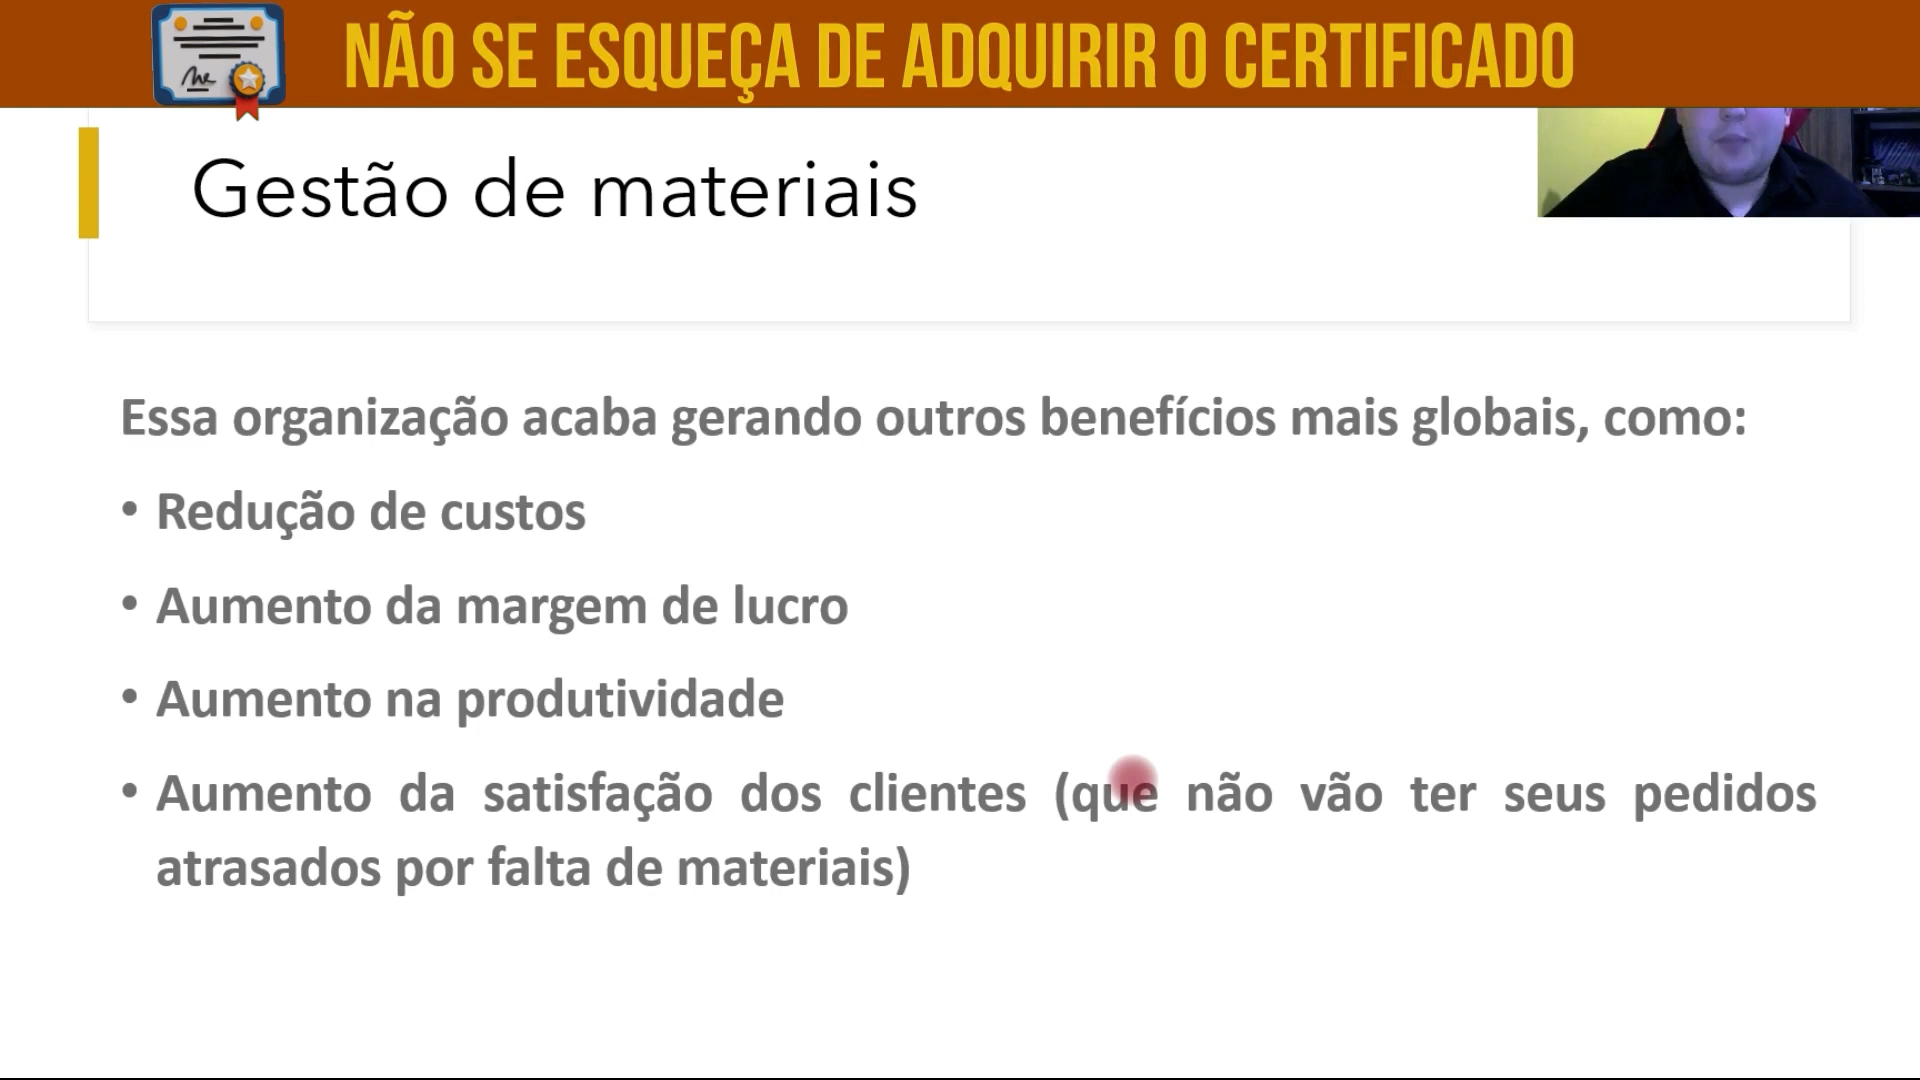 NÃO SE ESQUEÇA DE ADQUIRIR O CERTIFICADO
Gestão de materiais
Essa organização acaba gerando outros benefícios mais globais, como:
• Redução de custos
• Aumento da margem de lucro
• Aumento na produtividade
• Aumento da satisfação dos clientes (que não vão ter seus pedidos
atrasados por falta de materiais)